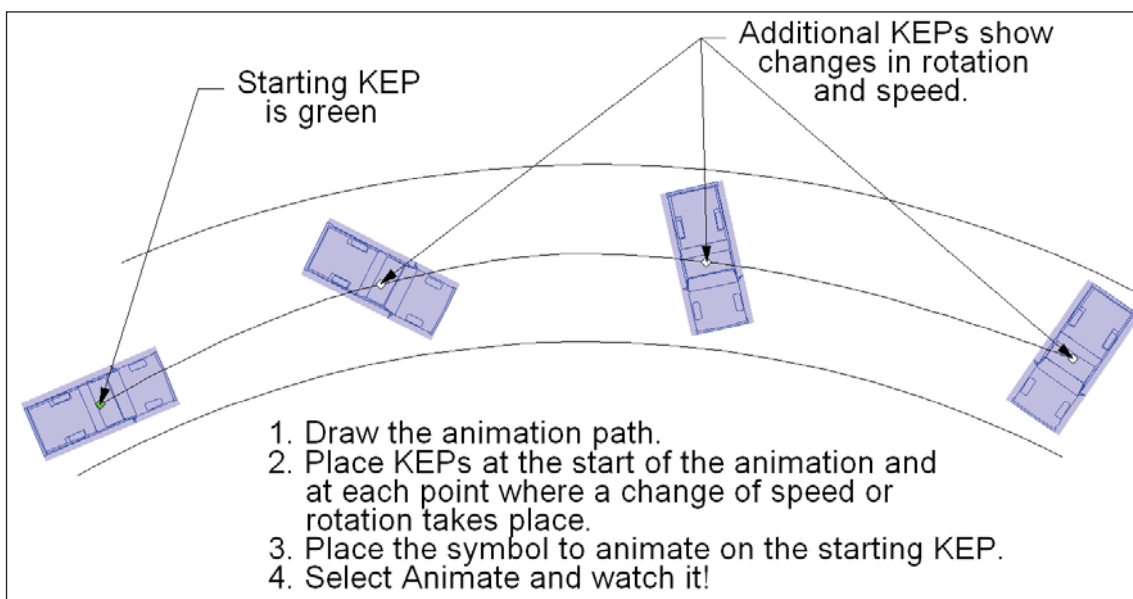 Starting KEP
is green
Additional KEPs show
changes in rotation
and speed.
1. Draw the animation path.
2. Place KEPs at the start of the animation and
at each point where a change of speed or
rotation takes place.
3. Place the symbol to animate on the starting KEP.
4. Select Animate and watch it!